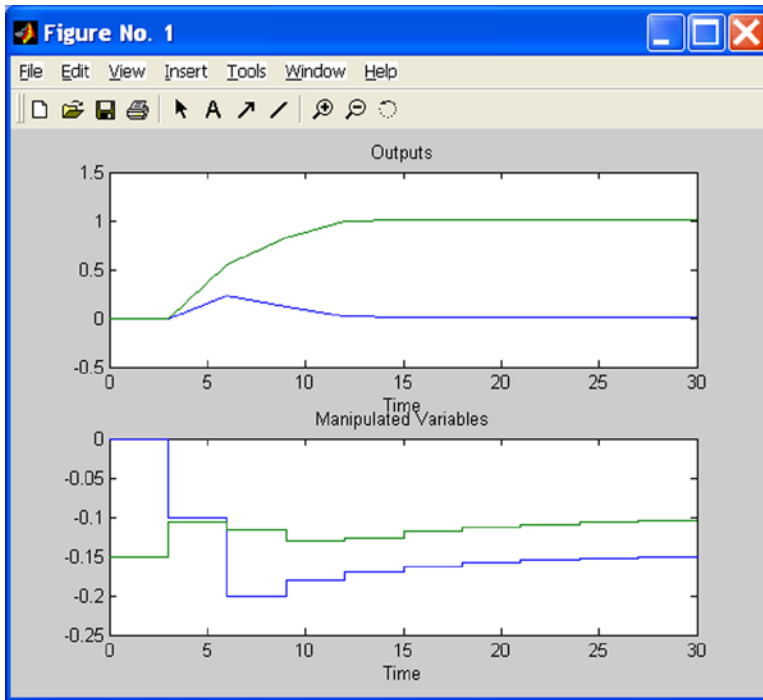 Figure No. 1
File Edit View Insert Tools Window Help
A
Outputs
1.5
1
0.5
0
-0.5
0 5 10 15 20 25 30
Time
Manipulated Variables
0
-0.05
-0.1
-0.15
-0.2
-0.25
0 5 10 15 20 25 30
Time